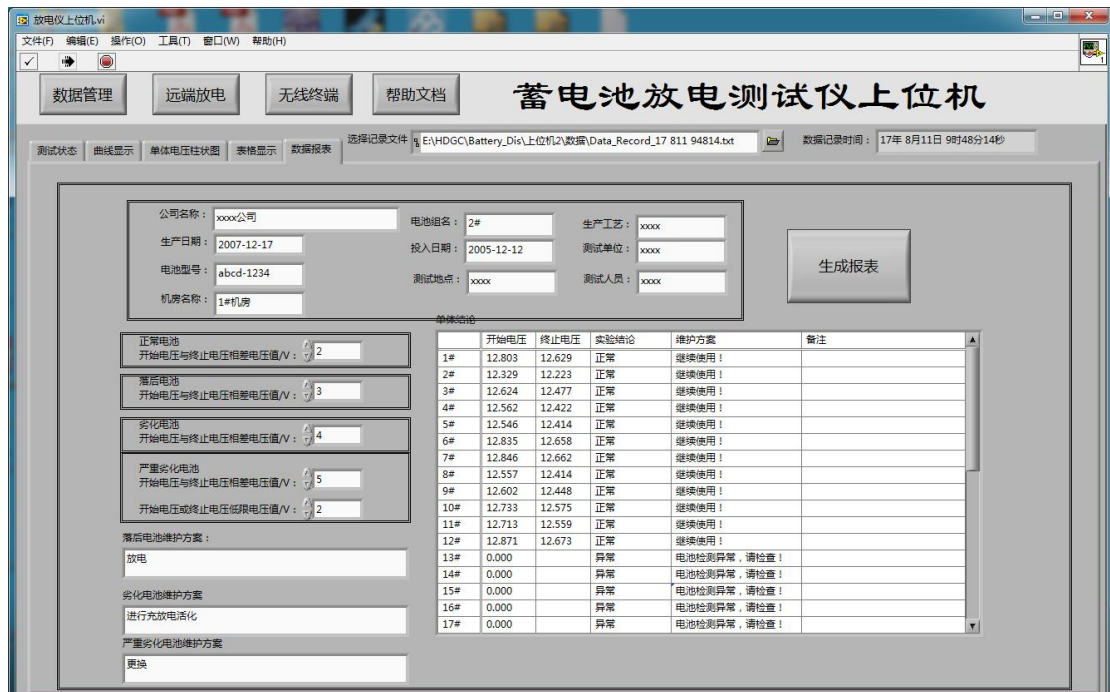 放电仪上位机.vi
文件(F) 编辑(E) 操作(O) 工具(T) 窗口(W) 帮助(H)
1
数据管理 远端放电 无线终端 帮助文档 蓄电池放电测试仪上位机
测试状态 曲线显示 单体电压柱状图 表格显示 数据报表 选择记录文件 E:\HDGC\Battery_Dis\上位机2\数据\Data_Record_17 811 94814.txt 数据记录时间： 17年 8月11日 9时48分14秒
公司名称： xxxx公司 电池组名： 2# 生产工艺： xxxx
生产日期： 2007-12-17 投入日期： 2005-12-12 测试单位： xxxx
电池型号： abcd-1234 测试地点： xxxx 测试人员： xxxx
机房名称： 1#机房
生成报表
正常电池
开始电压与终止电压相差电压值/V： 2
落后电池
开始电压与终止电压相差电压值/V： 3
劣化电池
开始电压与终止电压相差电压值/V： 4
严重劣化电池
开始电压与终止电压相差电压值/V： 5
开始电压或终止电压低限电压值/V： 2
落后电池维护方案：
放电
劣化电池维护方案
进行充放电活化
严重劣化电池维护方案
更换
单体结论
开始电压 终止电压 实验结论 维护方案 备注
1# 12.803 12.629 正常 继续使用！
2# 12.329 12.223 正常 继续使用！
3# 12.624 12.477 正常 继续使用！
4# 12.562 12.422 正常 继续使用！
5# 12.546 12.414 正常 继续使用！
6# 12.835 12.658 正常 继续使用！
7# 12.846 12.662 正常 继续使用！
8# 12.557 12.414 正常 继续使用！
9# 12.602 12.448 正常 继续使用！
10# 12.733 12.575 正常 继续使用！
11# 12.713 12.559 正常 继续使用！
12# 12.871 12.673 正常 继续使用！
13# 0.000 异常 电池检测异常，请检查！
14# 0.000 异常 电池检测异常，请检查！
15# 0.000 异常 电池检测异常，请检查！
16# 0.000 异常 电池检测异常，请检查！
17# 0.000 异常 电池检测异常，请检查！